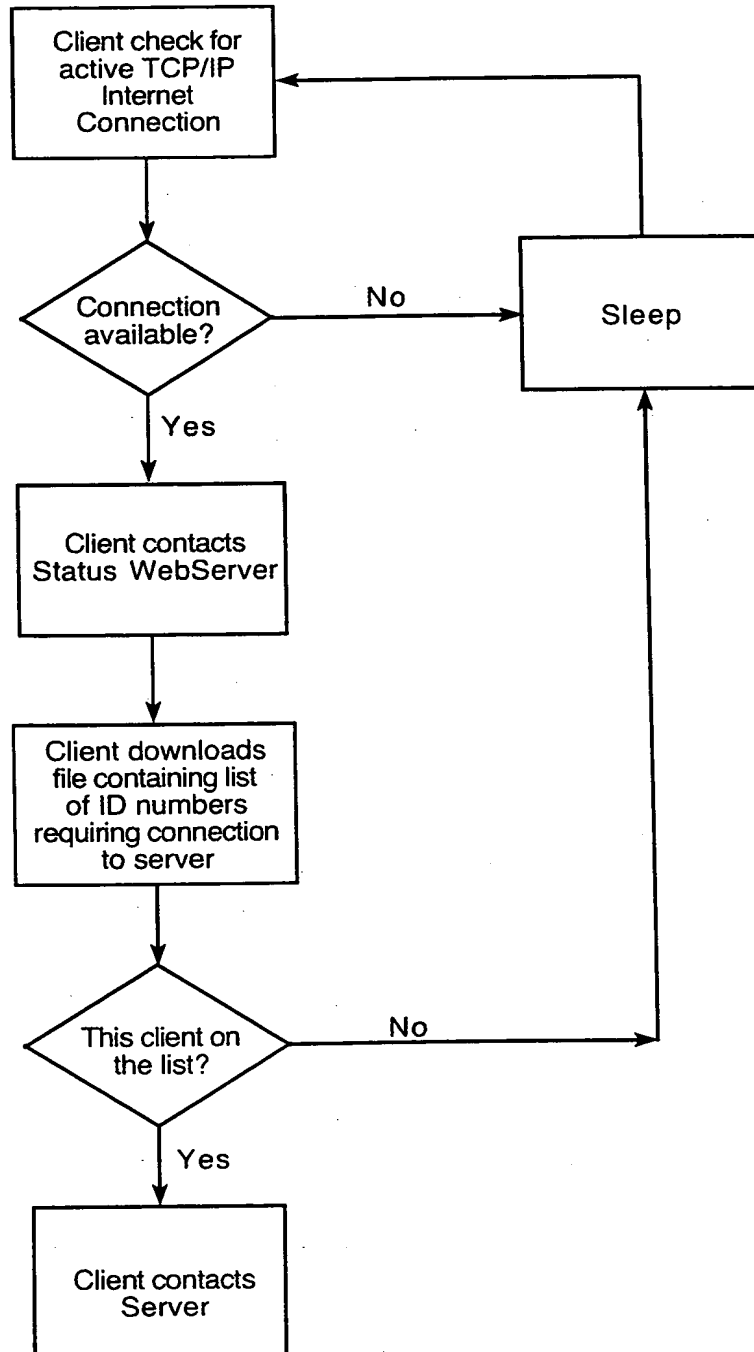 Client check for
active TCP/IP
Internet
Connection
Connection
available?
No
Sleep
Yes
Client contacts
Status WebServer
Client downloads
file containing list
of ID numbers
requiring connection
to server
This client on
the list?
No
Yes
Client contacts
Server